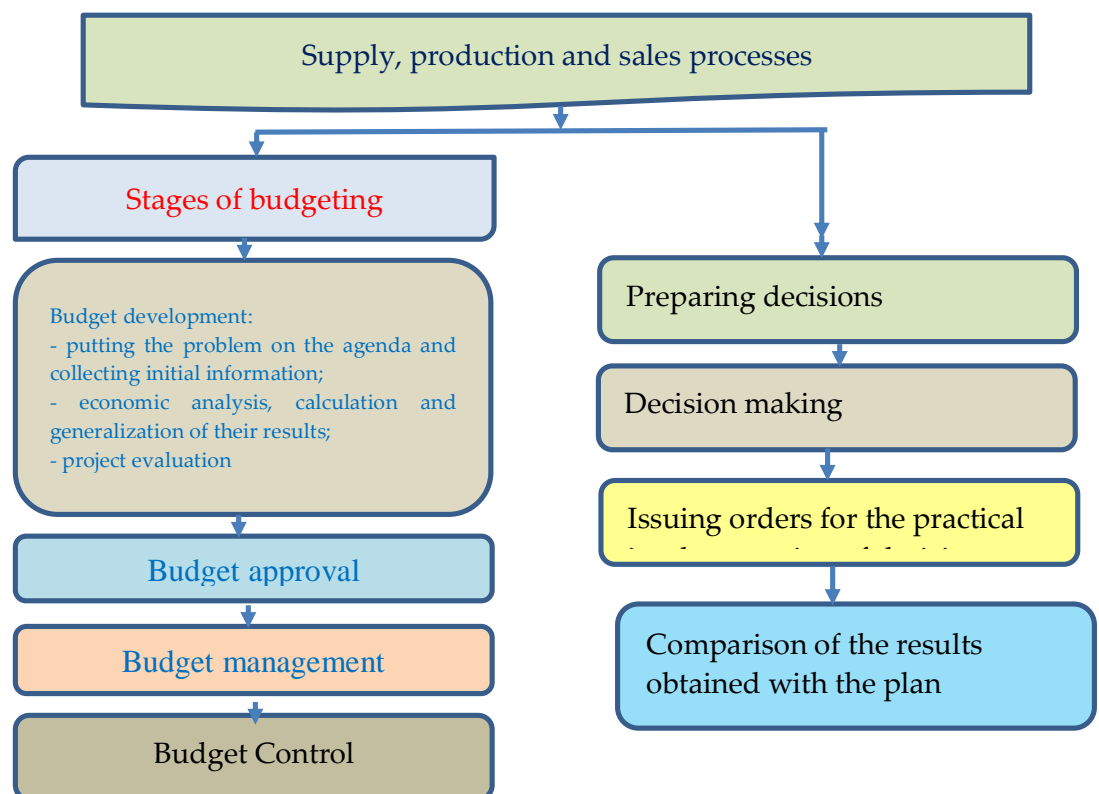 Supply, production and sales processes
Stages of budgeting
Budget development:
- putting the problem on the agenda and
collecting initial information;
- economic analysis, calculation and
generalization of their results;
- project evaluation
Budget approval
Budget management
Budget Control
Preparing decisions
Decision making
Issuing orders for the practical
Comparison of the results
obtained with the plan